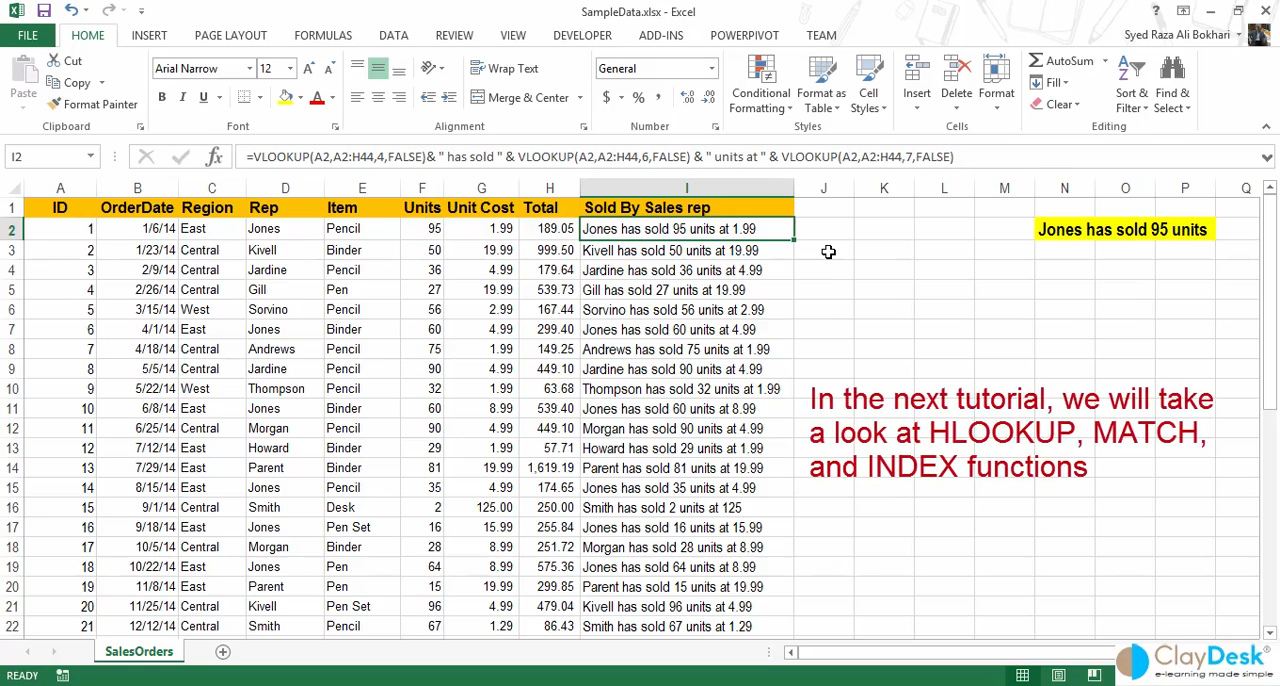 SampleData.xlsx - Excel
FILE HOME INSERT PAGE LAYOUT FORMULAS DATA REVIEW VIEW DEVELOPER ADD-INS POWERPIVOT TEAM Syed Raza Ali Bokhari
Paste
Cut
Copy
Format Painter
Arial Narrow 12
B I U A
Wrap Text
Merge & Center
General
$ % ,
Conditional Formatting
Format as Table
Cell Styles
Insert Delete Format
AutoSum
Fill
Clear
Sort & Filter
Find & Select
Clipboard Font Alignment Number Styles Cells Editing
I2 fx =VLOOKUP(A2,A2:H44,4,FALSE)& " has sold " & VLOOKUP(A2,A2:H44,6,FALSE) & " units at " & VLOOKUP(A2,A2:H44,7,FALSE)
A B C D E F G H I J K L M N O P Q
1 ID OrderDate Region Rep Item Units Unit Cost Total Sold By Sales rep
2 1 1/6/14 East Jones Pencil 95 1.99 189.05 Jones has sold 95 units at 1.99 Jones has sold 95 units
3 2 1/23/14 Central Kivell Binder 50 19.99 999.50 Kivell has sold 50 units at 19.99
4 3 2/9/14 Central Jardine Pencil 36 4.99 179.64 Jardine has sold 36 units at 4.99
5 4 2/26/14 Central Gill Pen 27 19.99 539.73 Gill has sold 27 units at 19.99
6 5 3/15/14 West Sorvino Pencil 56 2.99 167.44 Sorvino has sold 56 units at 2.99
7 6 4/1/14 East Jones Binder 60 4.99 299.40 Jones has sold 60 units at 4.99
8 7 4/18/14 Central Andrews Pencil 75 1.99 149.25 Andrews has sold 75 units at 1.99
9 8 5/5/14 Central Jardine Pencil 90 4.99 449.10 Jardine has sold 90 units at 4.99
10 9 5/22/14 West Thompson Pencil 32 1.99 63.68 Thompson has sold 32 units at 1.99
11 10 6/8/14 East Jones Binder 60 8.99 539.40 Jones has sold 60 units at 8.99
12 11 6/25/14 Central Morgan Pencil 90 4.99 449.10 Morgan has sold 90 units at 4.99
13 12 7/12/14 East Howard Binder 29 1.99 57.71 Howard has sold 29 units at 1.99
14 13 7/29/14 East Parent Binder 81 19.99 1,619.19 Parent has sold 81 units at 19.99
15 14 8/15/14 East Jones Pencil 35 4.99 174.65 Jones has sold 35 units at 4.99
16 15 9/1/14 Central Smith Desk 2 125.00 250.00 Smith has sold 2 units at 125
17 16 9/18/14 East Jones Pen Set 16 15.99 255.84 Jones has sold 16 units at 15.99
18 17 10/5/14 Central Morgan Binder 28 8.99 251.72 Morgan has sold 28 units at 8.99
19 18 10/22/14 East Jones Pen 64 8.99 575.36 Jones has sold 64 units at 8.99
20 19 11/8/14 East Parent Pen 15 19.99 299.85 Parent has sold 15 units at 19.99
21 20 11/25/14 Central Kivell Pen Set 96 4.99 479.04 Kivell has sold 96 units at 4.99
22 21 12/12/14 Central Smith Pencil 67 1.29 86.43 Smith has sold 67 units at 1.29
In the next tutorial, we will take
a look at HLOOKUP, MATCH,
and INDEX functions
SalesOrders
READY
ClayDesk®
e-learning made simple